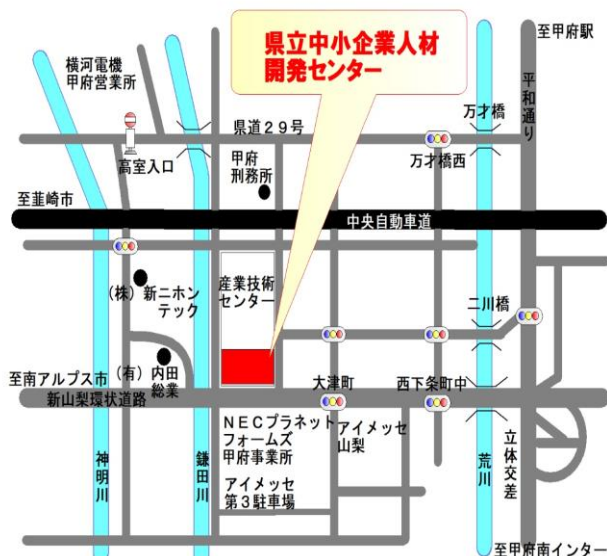 県立中小企業人材
開発センター
至甲府駅
横河電機
甲府営業所
平和通り
万才橋
県道29号
高室入口
甲府
刑務所
万才橋西
至韮崎市
中央自動車道
(株)新ニホン
テック
産業技術
センター
二川橋
至南アルプス市
(有)内田
総業
大津町
西下条町中
新山梨環状道路
NECプラネット
フォームズ
甲府事業所
アイメッセ
山梨
アイメッセ
第3駐車場
神明川
鎌田川
荒川
立体交差
至甲府南インター